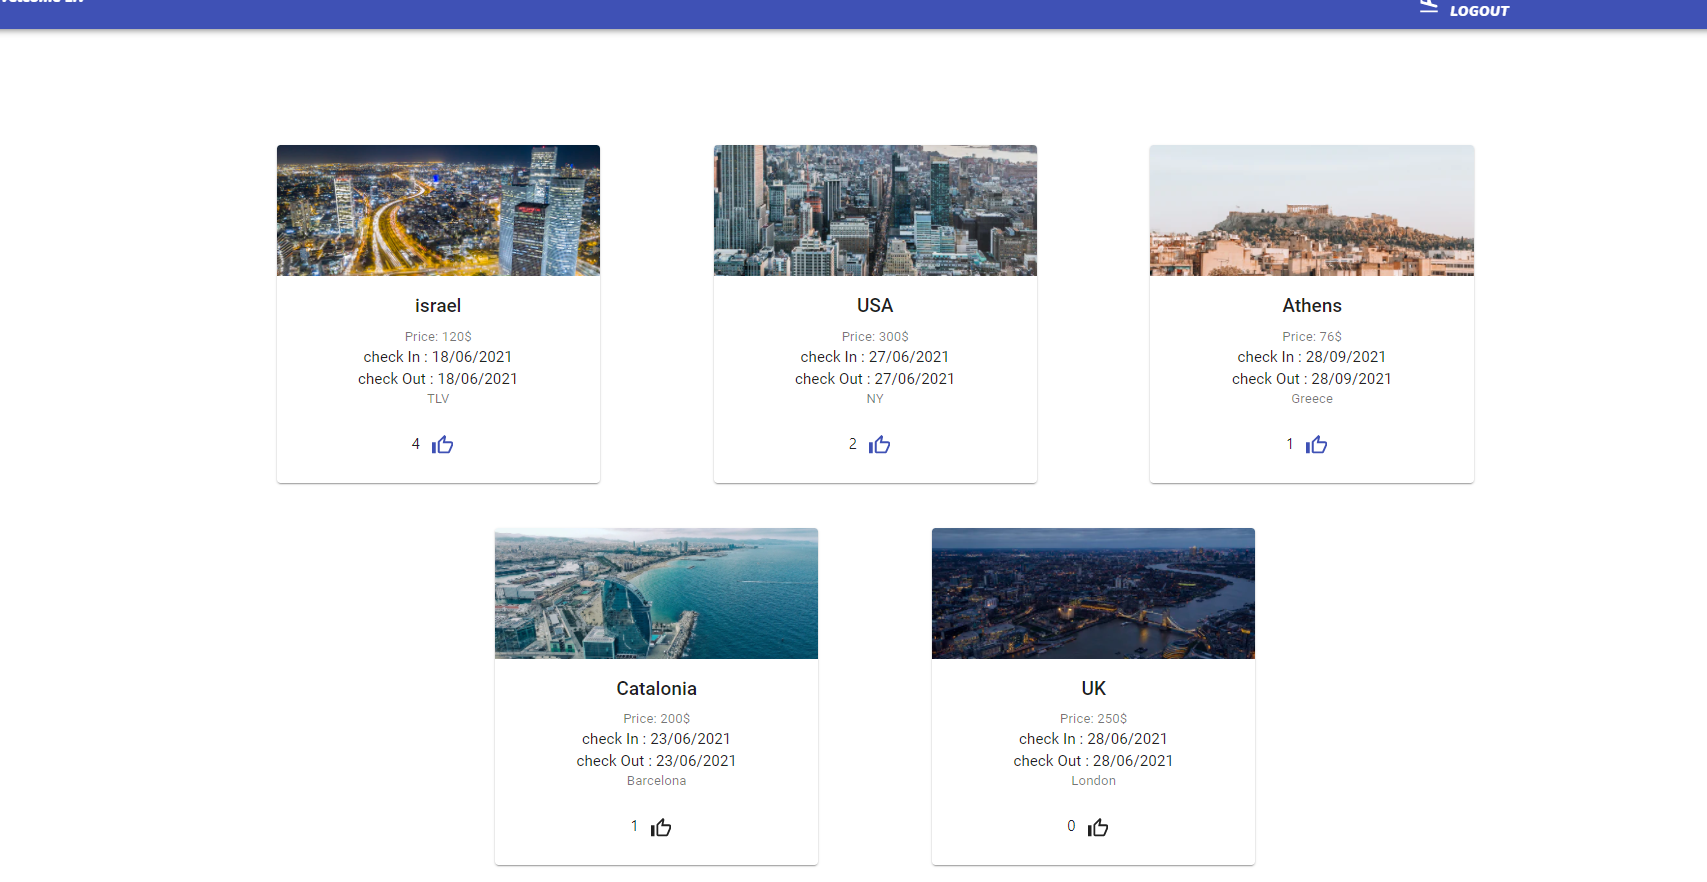 LOGOUT
israel
Price: 120$
check In : 18/06/2021
check Out : 18/06/2021
TLV
4
USA
Price: 300$
check In : 27/06/2021
check Out : 27/06/2021
NY
2
Athens
Price: 76$
check In : 28/09/2021
check Out : 28/09/2021
Greece
1
Catalonia
Price: 200$
check In : 23/06/2021
check Out : 23/06/2021
Barcelona
1
UK
Price: 250$
check In : 28/06/2021
check Out : 28/06/2021
London
0